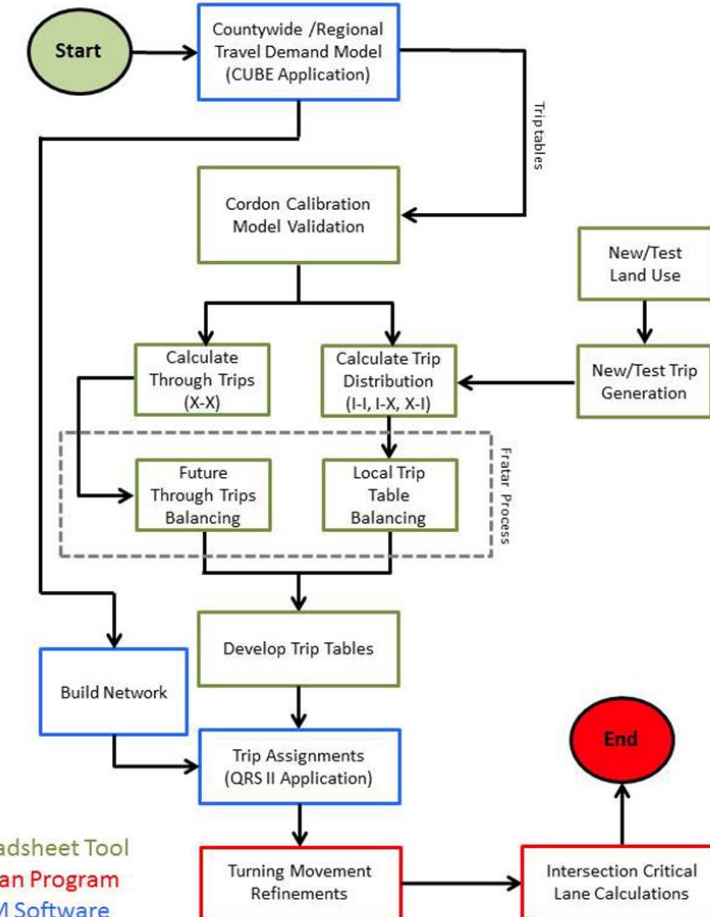 Start
Countywide /Regional
Travel Demand Model
(CUBE Application)
Trip tables
Cordon Calibration
Model Validation
New/Test
Land Use
Calculate
Through Trips
(X-X)
Calculate Trip
Distribution
(I-I, I-X, X-I)
New/Test Trip
Generation
Future
Through Trips
Balancing
Local Trip
Table
Balancing
Fratar Process
Develop Trip Tables
Build Network
Trip Assignments
(QRS II Application)
End
Turning Movement
Refinements
Intersection Critical
Lane Calculations
Tool
Program
Software